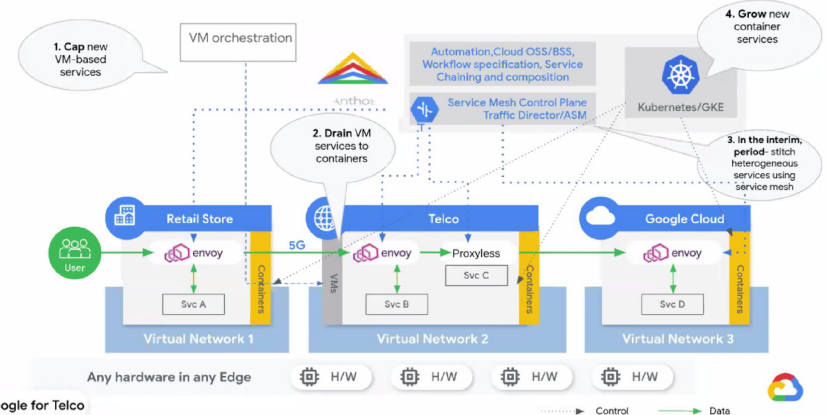 1. Cap new
VM-based
services
VM orchestration
Anthos
Automation,Cloud OSS/BSS,
Workflow specification, Service
Chaining and composition
Service Mesh Control Plane
Traffic Director/ASM
Kubernetes/GKE
4. Grow new
container
services
2. Drain VM
services to
containers
3. In the interim,
period- stitch
heterogeneous
services using
service mesh
Retail Store
Telco
Google Cloud
User
envoy
5G
envoy
Proxyless
envoy
Svc A
Containers
VMs
Svc B
Svc C
Containers
Svc D
Containers
Virtual Network 1
Virtual Network 2
Virtual Network 3
Any hardware in any Edge
H/W
H/W
H/W
H/W
ogle for Telco
Control
Data